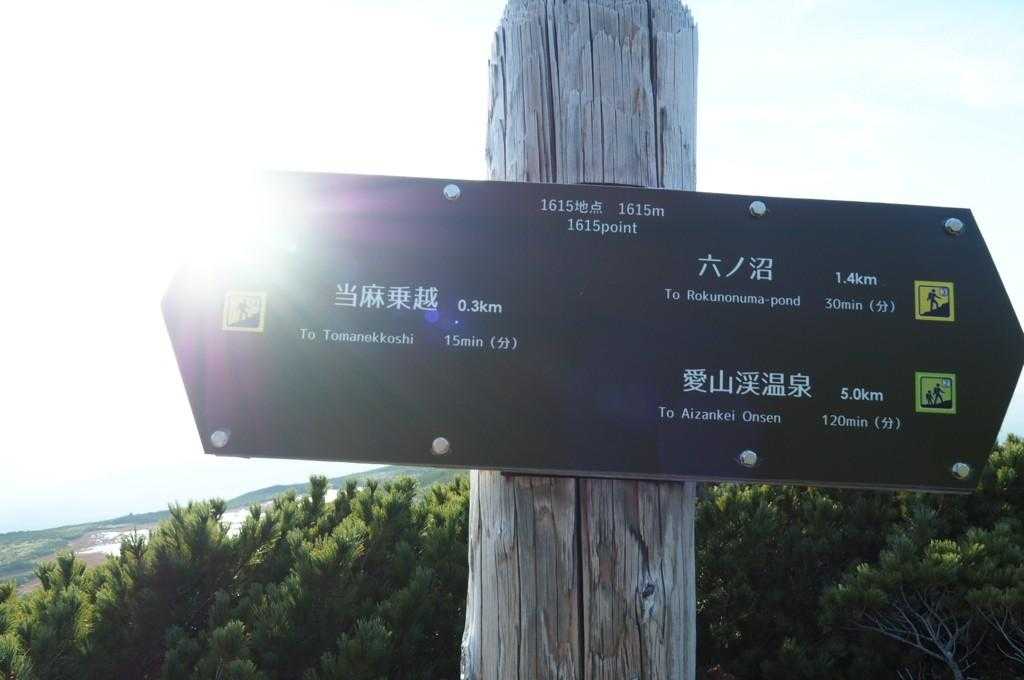 1615地点 1615m
1615point
当麻乗越 0.3km
To Tomanokkoshi 15min（分）
六ノ沼 1.4km
To Rokunonuma-pond 30min（分）
愛山渓温泉 5.0km
To Aizankei Onsen 120min（分）